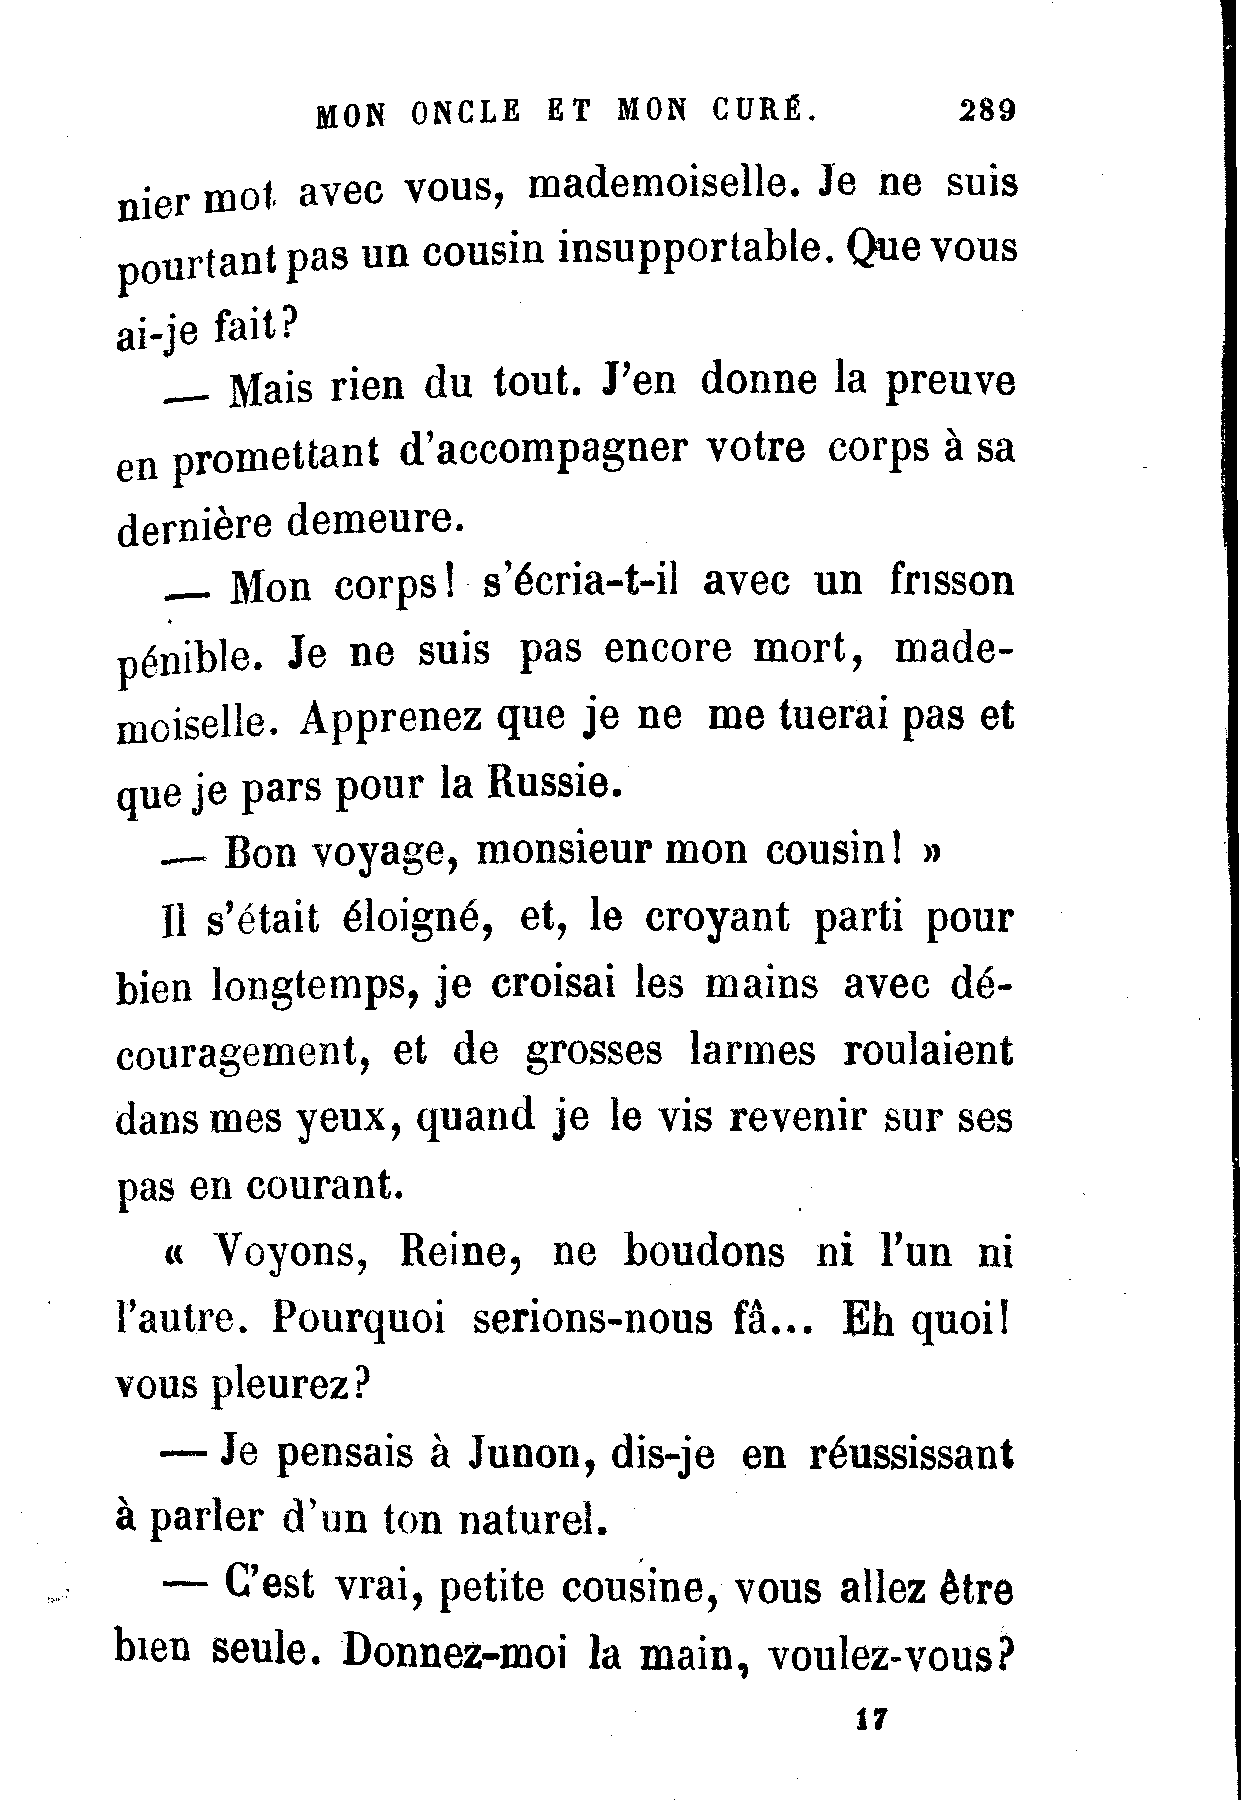 MON ONCLE ET MON CURÉ. 289
nier mot avec vous, mademoiselle. Je ne suis
pourtant pas un cousin insupportable. Que vous
ai-je fait?
— Mais rien du tout. J'en donne la preuve
en promettant d'accompagner votre corps à sa
dernière demeure.
— Mon corps! s'écria-t-il avec un frisson
pénible. Je ne suis pas encore mort, made-
moiselle. Apprenez que je ne me tuerai pas et
que je pars pour la Russie.
— Bon voyage, monsieur mon cousin! »
Il s'était éloigné, et, le croyant parti pour
bien longtemps, je croisai les mains avec dé-
couragement, et de grosses larmes roulaient
dans mes yeux, quand je le vis revenir sur ses
pas en courant.
« Voyons, Reine, ne boudons ni l'un ni
l'autre. Pourquoi serions-nous fâ... Eh quoi!
vous pleurez?
— Je pensais à Junon, dis-je en réussissant
à parler d'un ton naturel.
— C'est vrai, petite cousine, vous allez être
bien seule. Donnez-moi la main, voulez-vous?
17